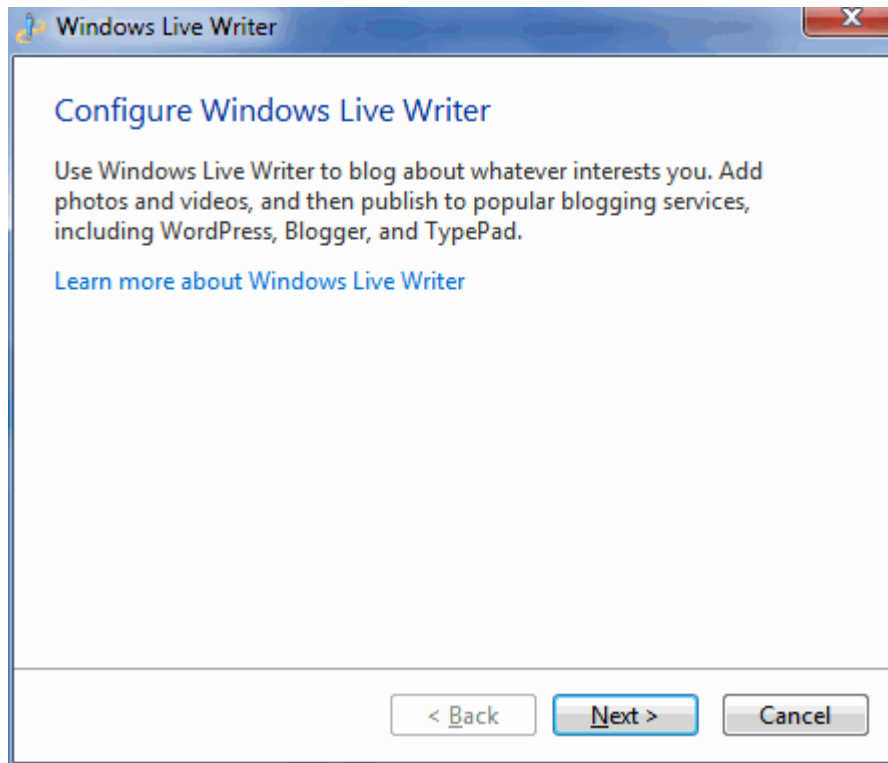 Windows Live Writer
Configure Windows Live Writer
Use Windows Live Writer to blog about whatever interests you. Add
photos and videos, and then publish to popular blogging services,
including WordPress, Blogger, and TypePad.
Learn more about Windows Live Writer
< Back Next > Cancel